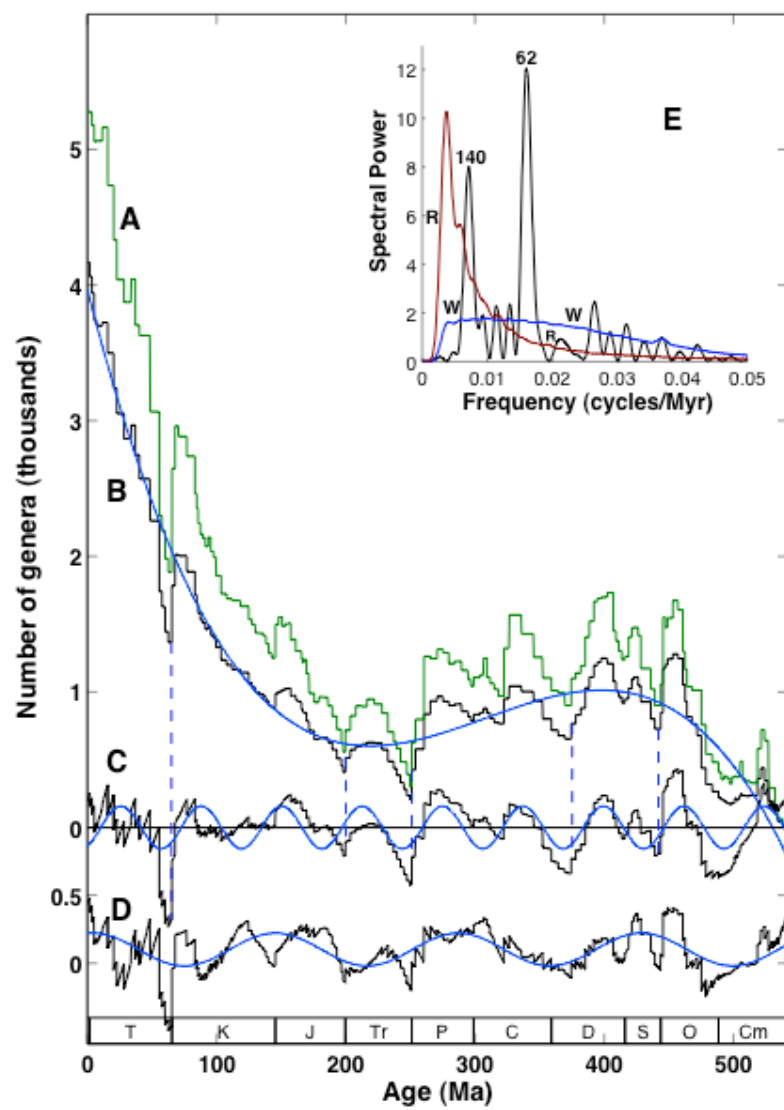 62
12
E
10
140
8
R
6
4
W
W
2
R
0
0
0.01
0.02
0.03
0.04
0.05
Spectral Power
Frequency (cycles/Myr)
5
A
4
3
B
2
1
C
0
0.5
D
0
Number of genera (thousands)
T K J Tr P C D S O Cm
0 100 200 300 400 500
Age (Ma)